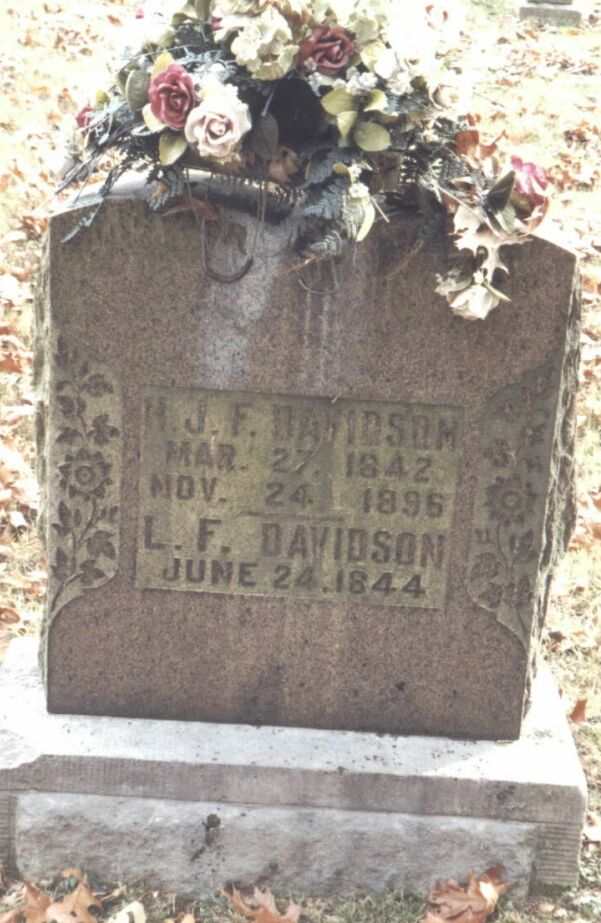 H. J. F. DAVIDSON
MAR. 27. 1842
NOV. 24. 1896
L. F. DAVIDSON
JUNE 24. 1844